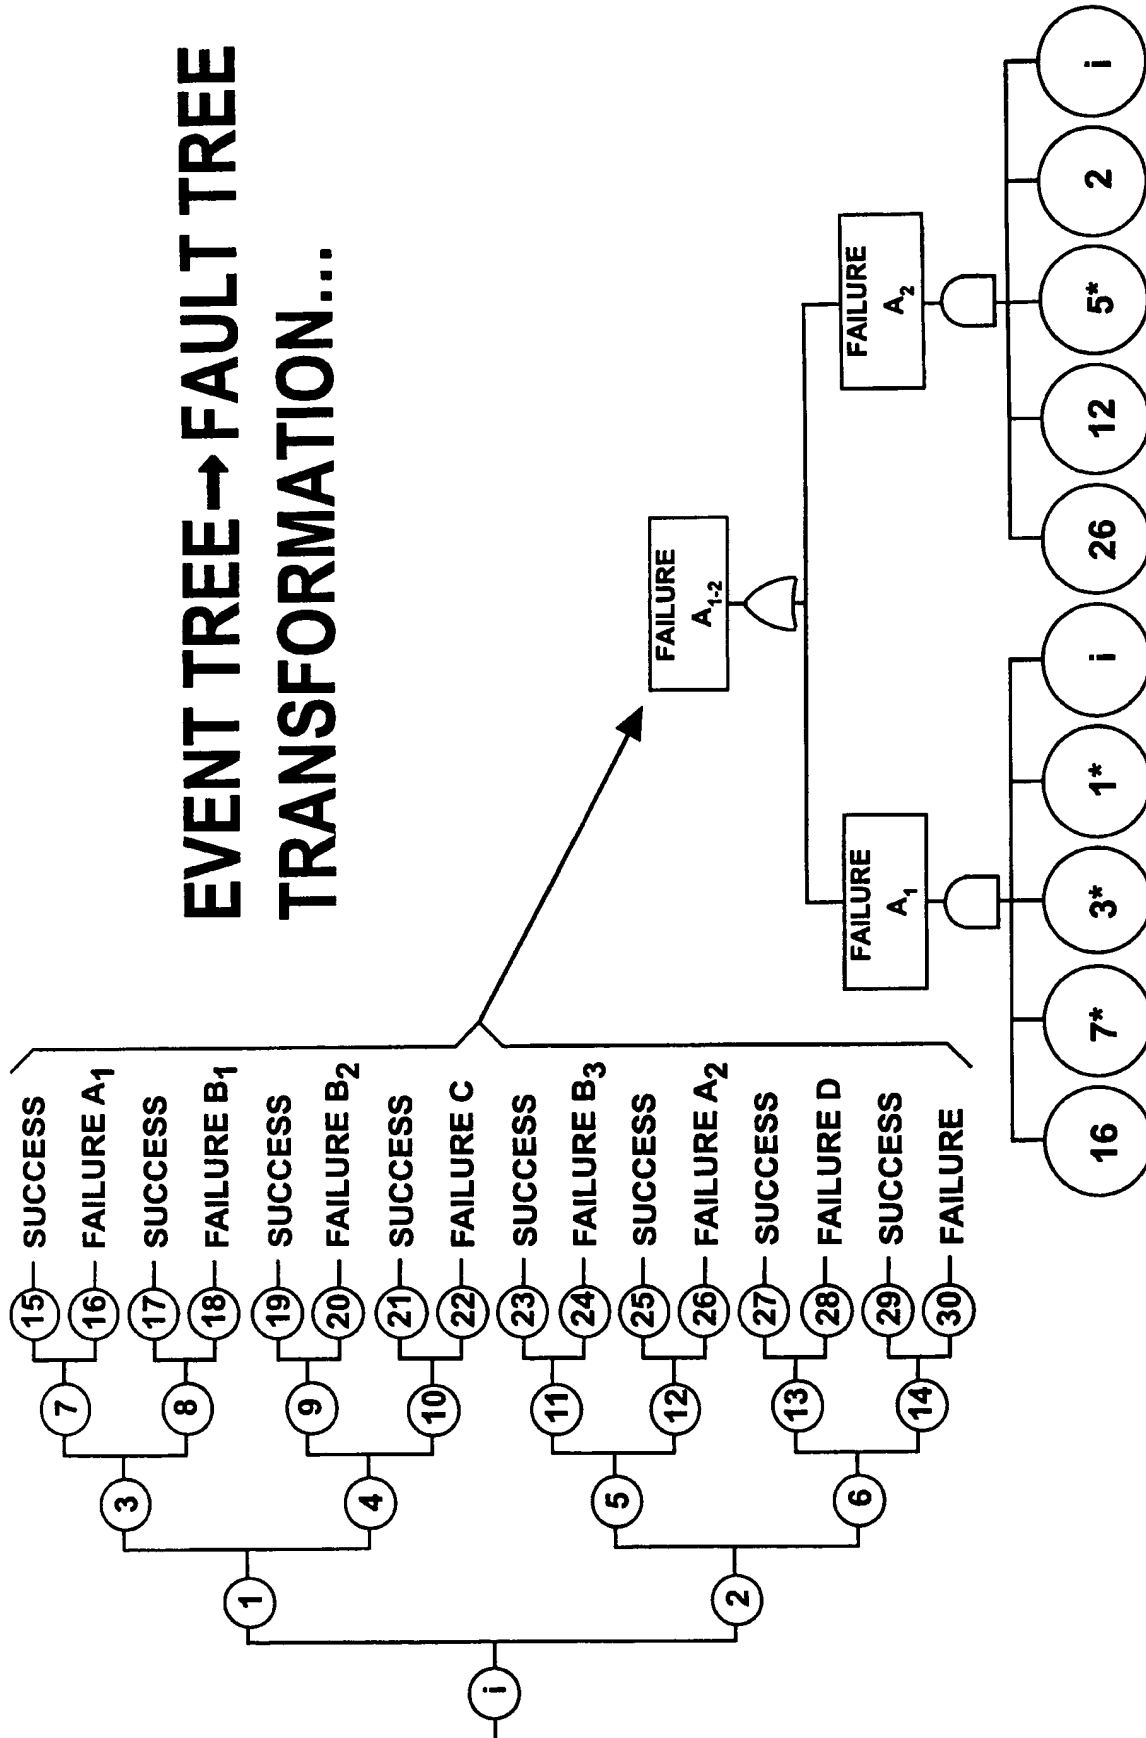 EVENT TREE→FAULT TREE
TRANSFORMATION...
i
1
2
3
4
5
6
7
8
9
10
11
12
13
14
15 SUCCESS
16 FAILURE A1
17 SUCCESS
18 FAILURE B1
19 SUCCESS
20 FAILURE B2
21 SUCCESS
22 FAILURE C
23 SUCCESS
24 FAILURE B3
25 SUCCESS
26 FAILURE A2
27 SUCCESS
28 FAILURE D
29 SUCCESS
30 FAILURE
FAILURE
A1-2
FAILURE
A1
FAILURE
A2
16 7* 3* 1* i 26 12 5* 2 i